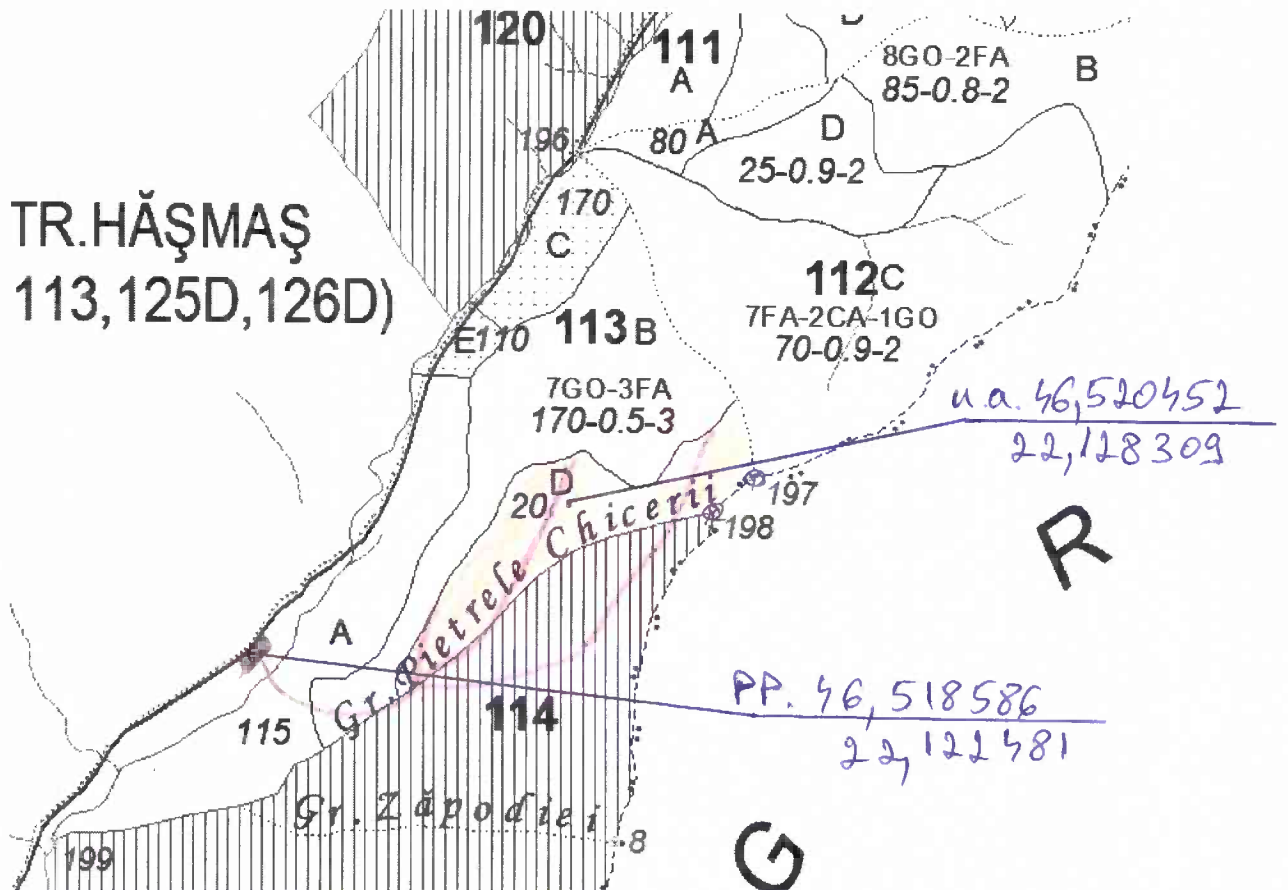 120
111
A
8GO-2FA
85-0.8-2
B
196
80 A
D
25-0.9-2
TR.HĂŞMAŞ
113,125D,126D)
170
C
112C
7FA-2CA-1GO
70-0.9-2
E110
113 B
7GO-3FA
170-0.5-3
u.a. 46,520452
22,128309
20 D
197
198
Gr. Pietrele Chicerii
R
A
PP. 46,518586
22,122481
115
114
Gr. Zăpodiei
8
199
G